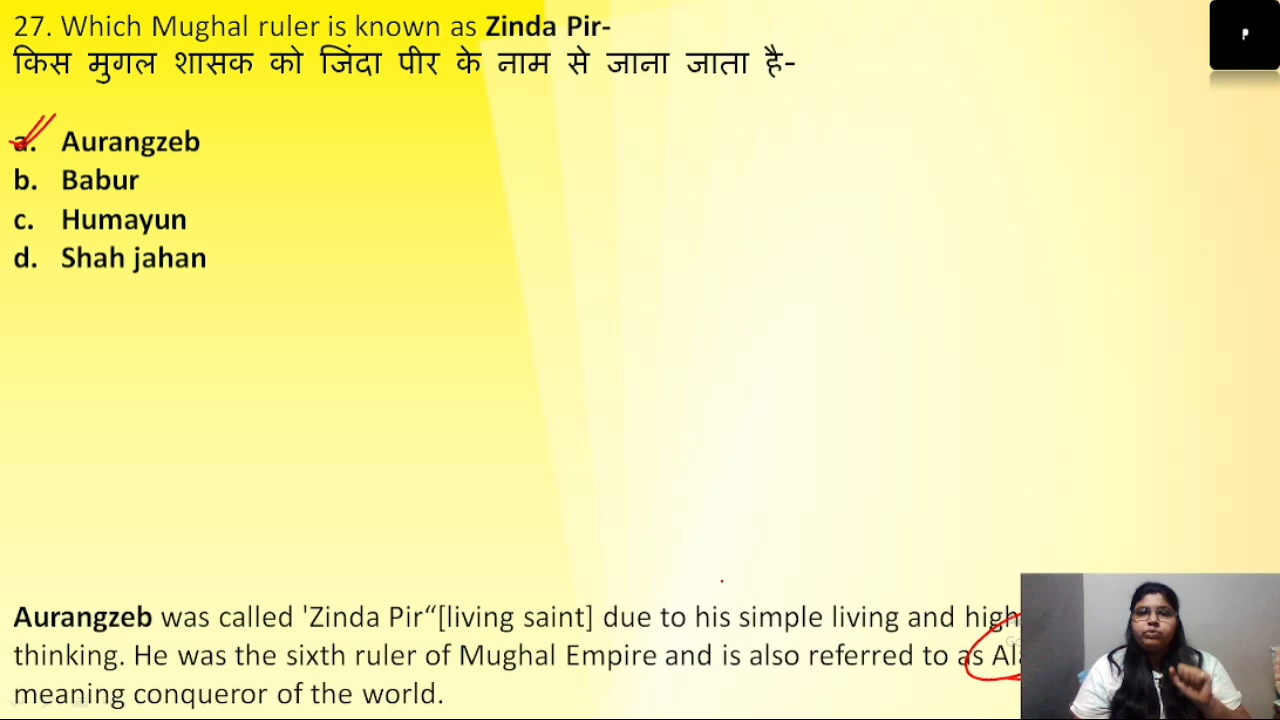 27. Which Mughal ruler is known as Zinda Pir-
किस मुगल शासक को जिंदा पीर के नाम से जाना जाता है-
a. Aurangzeb
b. Babur
c. Humayun
d. Shah jahan
Aurangzeb was called 'Zinda Pir“[living saint] due to his simple living and high
thinking. He was the sixth ruler of Mughal Empire and is also referred to as
meaning conqueror of the world.